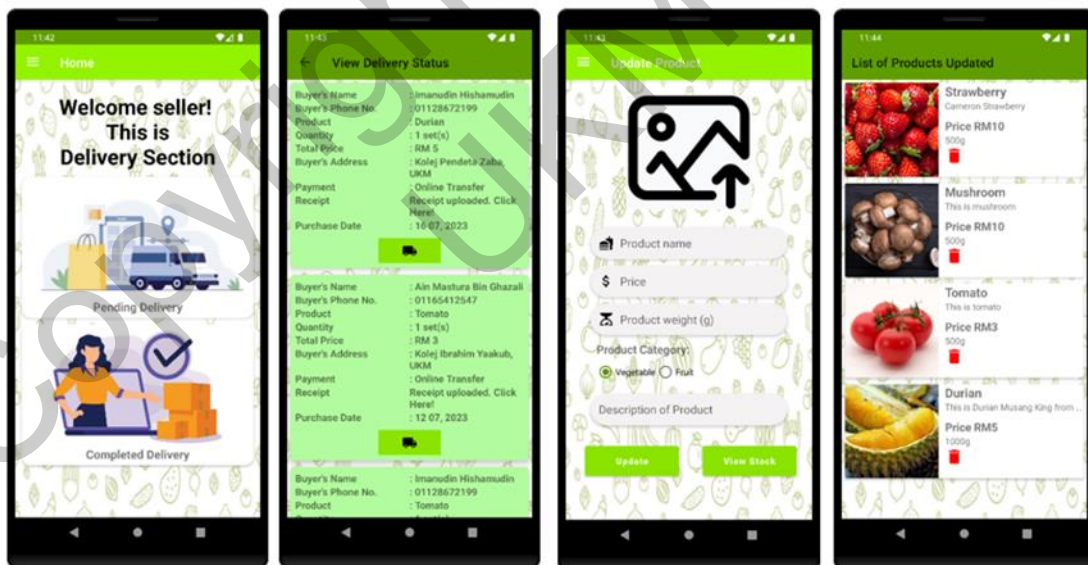 11:42
Home
Welcome seller!
This is
Delivery Section
Pending Delivery
Completed Delivery
11:43
View Delivery Status
Buyer's Name : Imanudin Hishamudin
Buyer's Phone No. : 01128672199
Product : Durian
Quantity : 1 set(s)
Total Price : RM 5
Buyer's Address : Kolej Pendeta Zaba,
UKM
Payment : Online Transfer
Receipt Receipt uploaded. Click
Here!
Purchase Date : 16 07, 2023
Buyer's Name : Ain Mastura Bin Ghazali
Buyer's Phone No. : 01165412547
Product : Tomato
Quantity : 1 set(s)
Total Price : RM 3
Buyer's Address : Kolej Ibrahim Yaakub,
UKM
Payment : Online Transfer
Receipt Receipt uploaded. Click
Here!
Purchase Date : 12 07, 2023
Buyer's Name : Imanudin Hishamudin
Buyer's Phone No. : 01128672199
Product : Tomato
11:43
Update Product
Product name
$ Price
Product weight (g)
Product Category:
Vegetable Fruit
Description of Product
Update View Stock
11:44
List of Products Updated
Strawberry
Cameron Strawberry
Price RM10
500g
Mushroom
This is mushroom
Price RM10
500g
Tomato
This is tomato
Price RM3
500g
Durian
This is Durian Musang King from ..
Price RM5
1000g
Copyright
UKM